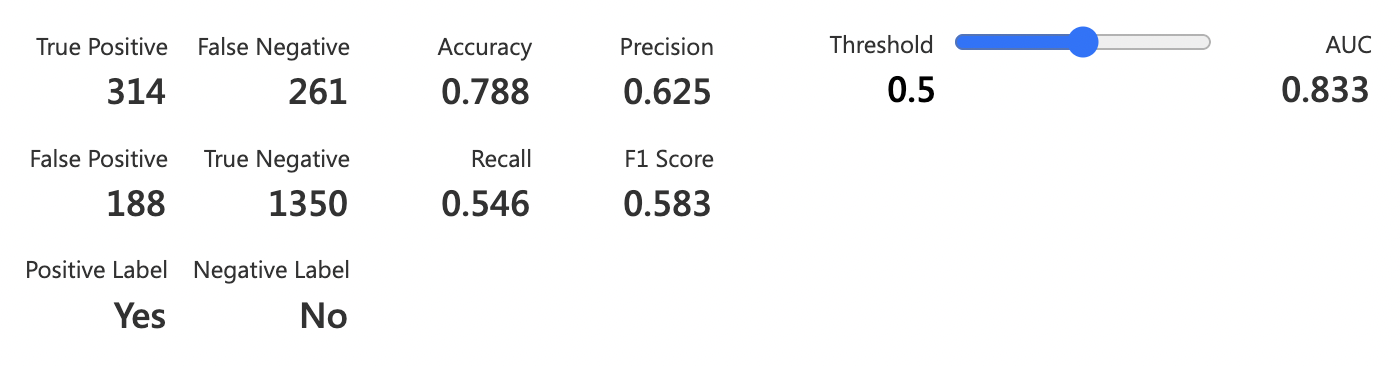 True Positive False Negative Accuracy Precision Threshold AUC
314 261 0.788 0.625 0.5 0.833
False Positive True Negative Recall F1 Score
188 1350 0.546 0.583
Positive Label Negative Label
Yes No